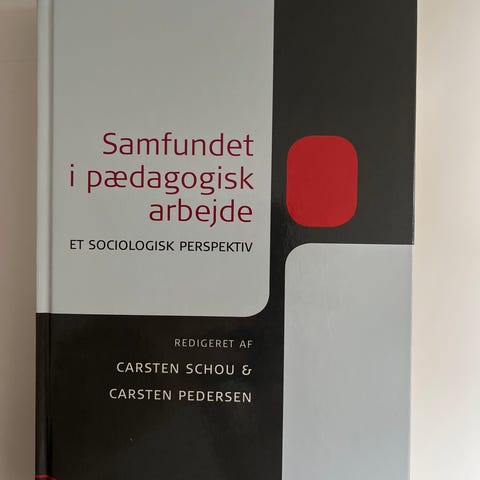 Samfundet
i pædagogisk
arbejde
ET SOCIOLOGISK PERSPEKTIV
REDIGERET AF
CARSTEN SCHOU &
CARSTEN PEDERSEN